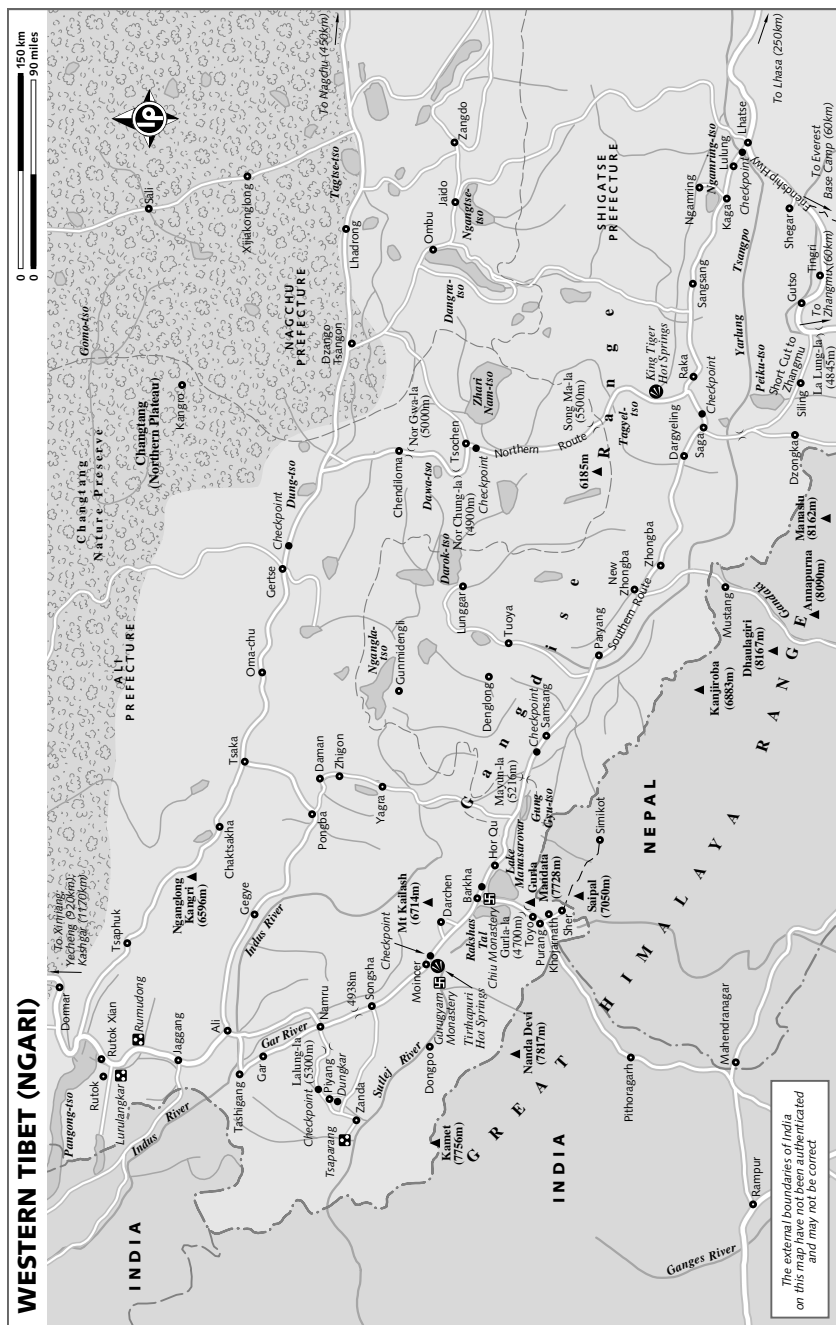 WESTERN TIBET (NGARI)
0 150 km
0 90 miles
To Xinjiang:
Yecheng (920km);
Kashgar (1170km)
Domar
Pangong-tso
Rutok Xian
Rutok
Rumudong
Lurulangkar
Jaggang
Indus River
INDIA
Tsaphuk
Nganglong
Kangri
(6596m)
Chaktsakha
Tsaka
Oma-chu
Gertse
Checkpoint
ALI
PREFECTURE
Changtang
Nature Preserve
Changtang
(Northern Plateau)
Kangro
Gomo-tso
Sali
Xijiakonglong
To Nagchu (450km)
Tagtse-tso
Lhadrong
NAGCHU
PREFECTURE
Dzango
Tsangon
Dung-tso
Ali
Tashigang
Gar
Gar River
Gegye
Indus River
Pongba
Daman
Zhigon
Yagra
Ngangla-
tso
Gunmidengli
Chendiloma
Nor Gwa-la
(5000m)
Dawa-tso
Tsochen
Checkpoint
Nor Chung-la
(4900m)
Darok-tso
Lunggar
Tuoya
Denglong
Zhari
Nam-tso
Ombu
Dangra-
tso
Jaddo
Ngangtse-
tso
Zangdo
Lalung-la
(5300m)
Namru
Checkpoint
Piyang
Dungkar
Zanda
Tsaparang
Sutlej River
4938m
Songsha
Checkpoint
Moincer
Mt Kailash
(6714m)
Darchen
Gurugyam
Monastery
Tirthapuri
Hot Springs
Dongpo
Barkha
Hor Qu
Rakshas
Tal
Chiu Monastery
Lake
Manasarovar
Gurla-la
(4700m)
Gurla
Mandata
(7728m)
Toyo
Purang
Khojarnath
Sher
Gung
Gyu-tso
Mayun-la
(5216m)
Checkpoint
Samsang
Paryang
Gangdise Range
Northern Route
Southern Route
6185m
Song Ma-la
(5500m)
Tagyel-
tso
King Tiger
Hot Springs
SHIGATSE
PREFECTURE
New
Zhongba
Zhongba
Dargyeling
Saga
Checkpoint
Raka
Sangsang
Ngamring
Kaga
Ngamring-tso
Lulung
Checkpoint
Lhatse
To Lhasa (250km)
Friendship Hwy
Yarlung Tsangpo
Peiku-tso
Short Cut to
Zhangmu
Siling
La Lung-la
(4845m)
Gutso
To
Zhangmu (60km)
Tingri
Shegar
To Everest
Base Camp (60km)
Dzongka
Kamet
(7756m)
Nanda Devi
(7817m)
GREAT HIMALAYA RANGE
INDIA
NEPAL
Saipal
(7050m)
Simikot
Kanjiroba
(6883m)
Mustang
Gandaki
Dhaulagiri
(8167m)
Annapurna
(8090m)
Manaslu
(8162m)
Pithoragarh
Mahendranagar
Rampur
Ganges River
The external boundaries of India
on this map have not been authenticated
and may not be correct
lp